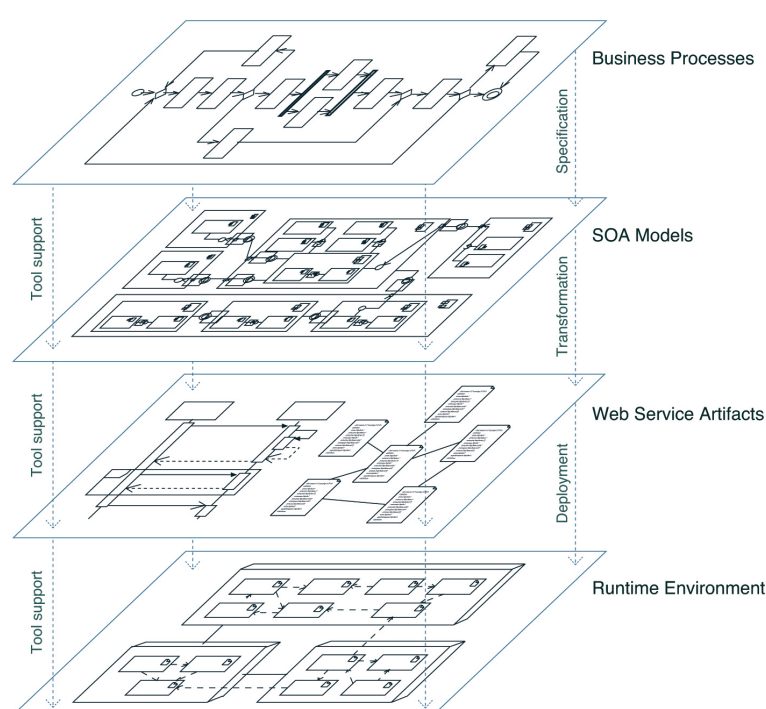 Business Processes
Specification
Tool support
SOA Models
Transformation
Tool support
Web Service Artifacts
Deployment
Tool support
Runtime Environment